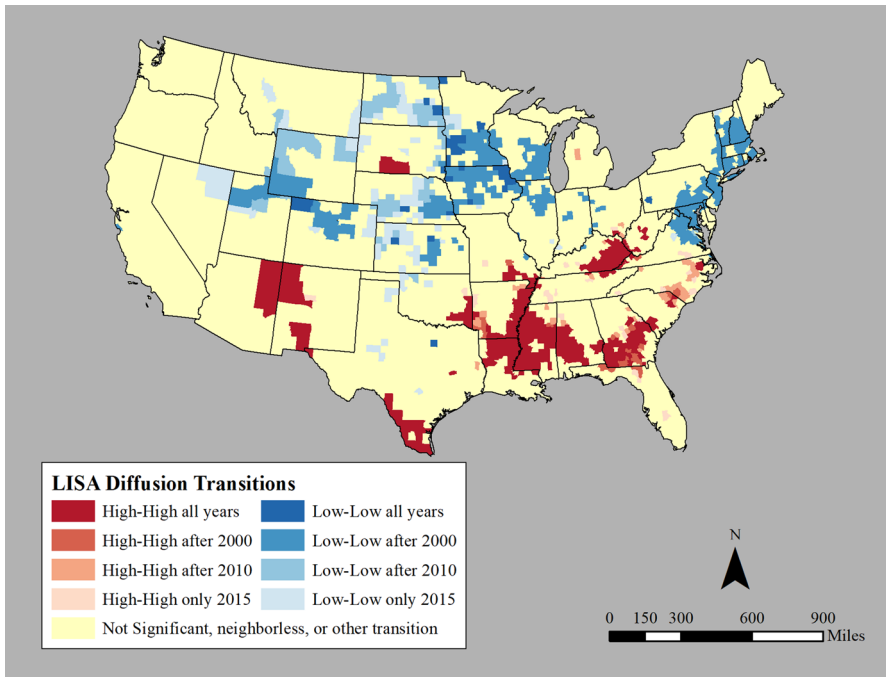 LISA Diffusion Transitions
High-High all years
Low-Low all years
High-High after 2000
Low-Low after 2000
High-High after 2010
Low-Low after 2010
High-High only 2015
Low-Low only 2015
Not Significant, neighborless, or other transition
N
0 150 300 600 900
Miles